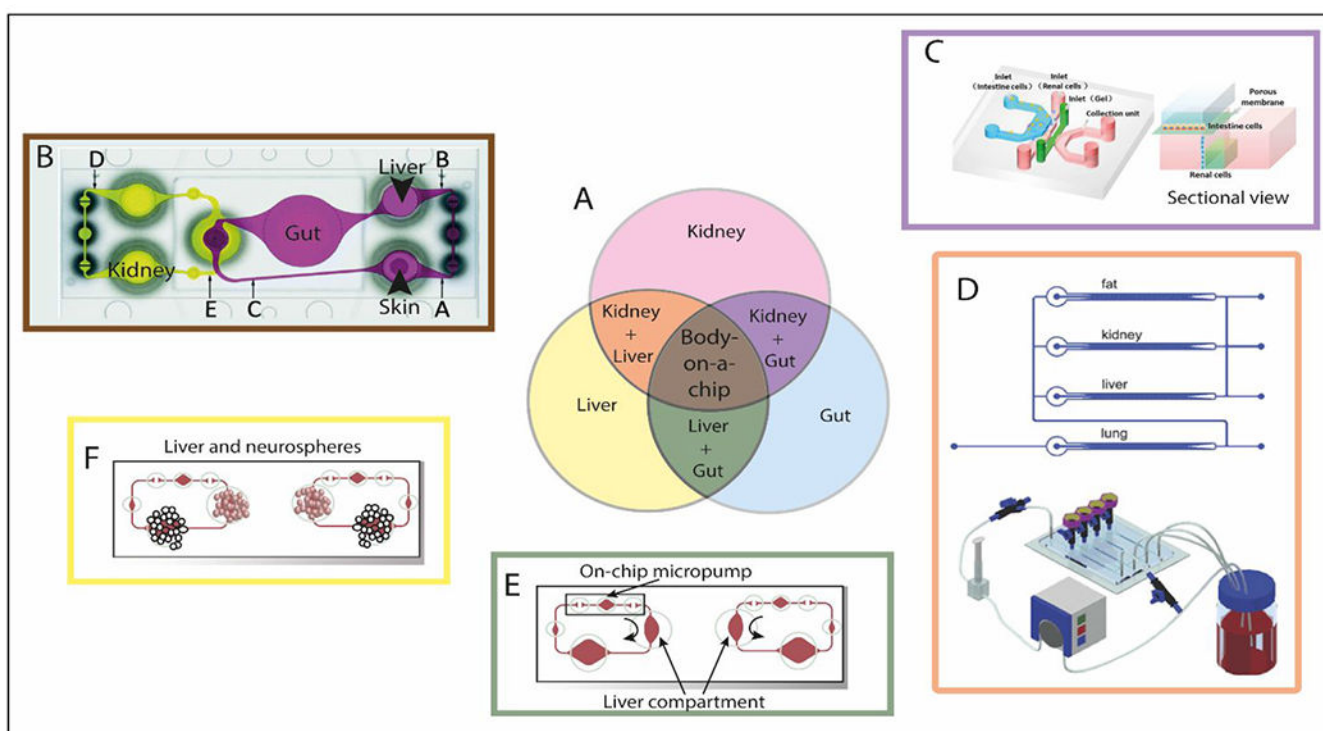 A
Kidney
Kidney
+
Liver
Kidney
+
Gut
Body-
on-a-
chip
Liver
Gut
Liver
+
Gut
B
D
Liver
B
Gut
Kidney
E
C
Skin
A
C
Inlet
(Intestine cells)
Inlet
(Renal cells)
Inlet (Gel)
Collection unit
Porous
membrane
Intestine cells
Renal cells
Sectional view
D
fat
kidney
liver
lung
E
On-chip micropump
Liver compartment
F
Liver and neurospheres